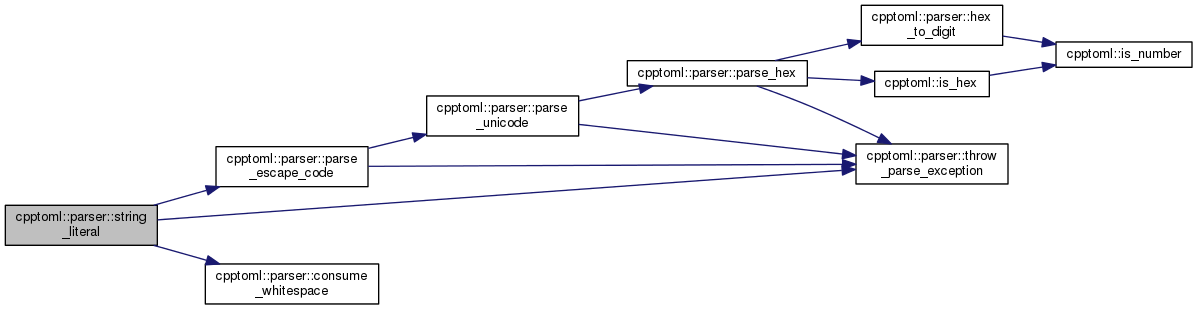 cpptoml::parser::string
_literal
cpptoml::parser::parse
_escape_code
cpptoml::parser::consume
_whitespace
cpptoml::parser::parse
_unicode
cpptoml::parser::parse_hex
cpptoml::parser::hex
_to_digit
cpptoml::is_hex
cpptoml::parser::throw
_parse_exception
cpptoml::is_number